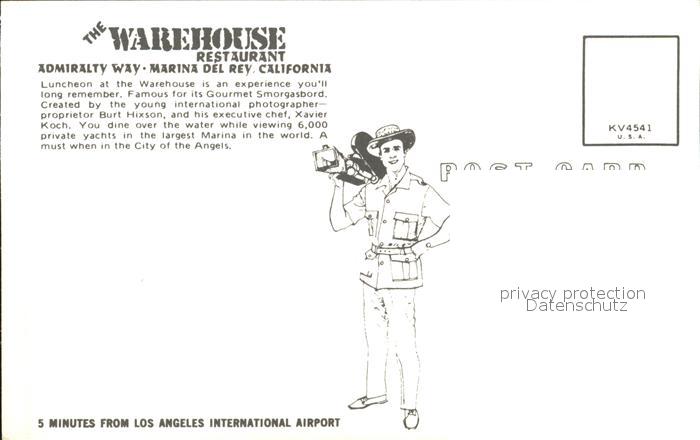 THE
WAREHOUSE
RESTAURANT
ADMIRALTY WAY • MARINA DEL REY, CALIFORNIA
Luncheon at the Warehouse is an experience you'll
long remember. Famous for its Gourmet Smorgasbord.
Created by the young international photographer—
proprietor Burt Hixson, and his executive chef, Xavier
Koch. You dine over the water while viewing 6,000
private yachts in the largest Marina in the world. A
must when in the City of the Angels.
KV4541
U.S.A.
POST CARD
privacy protection
Datenschutz
5 MINUTES FROM LOS ANGELES INTERNATIONAL AIRPORT